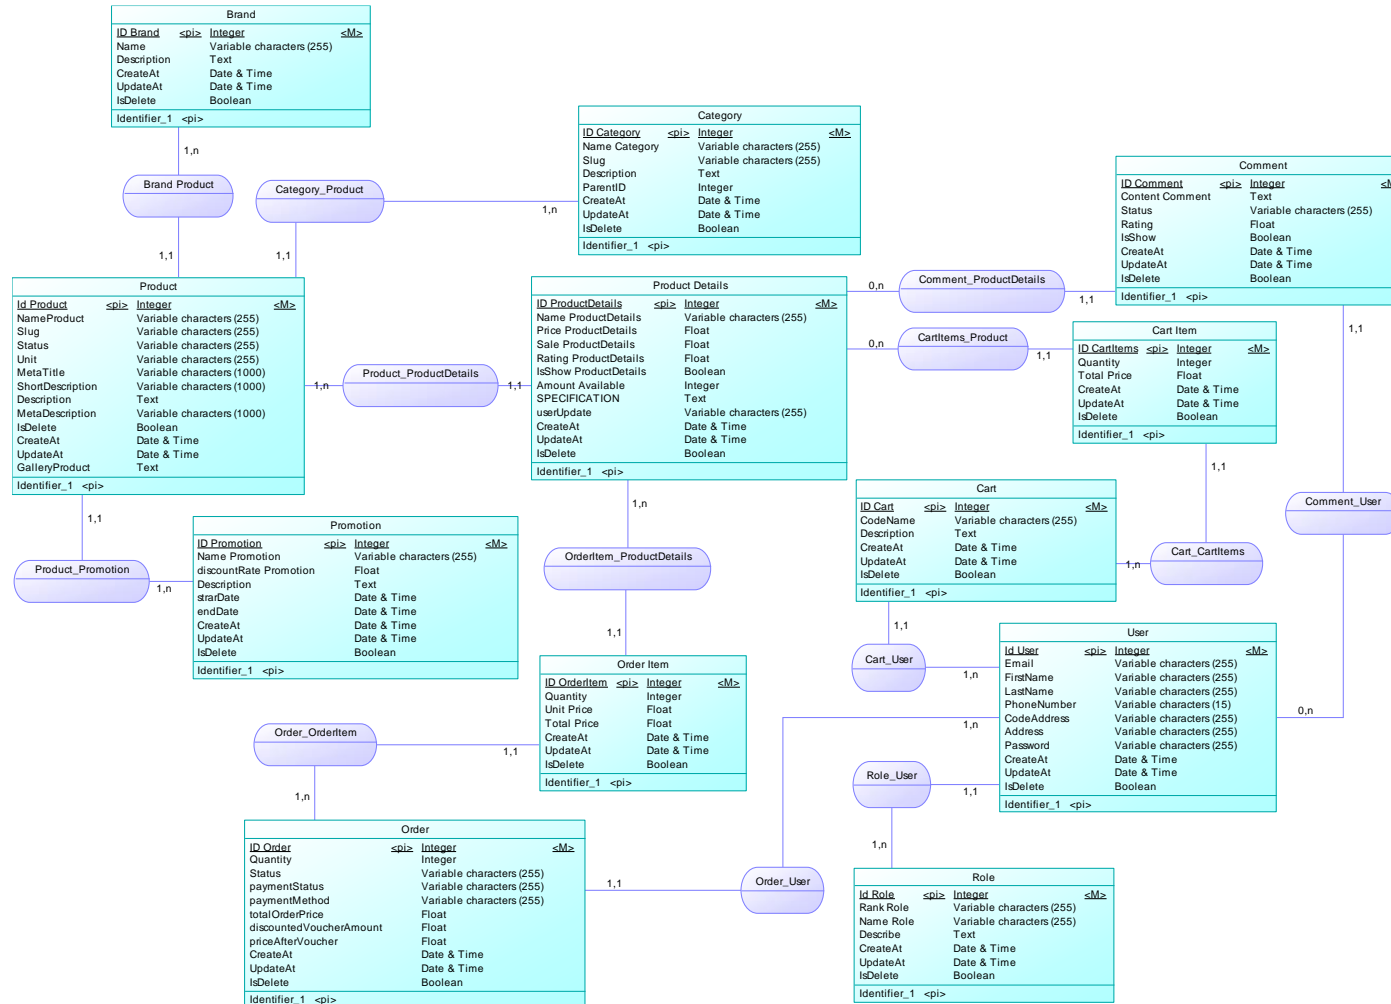 Brand
ID Brand <pi> Integer <M>
Name Variable characters (255)
Description Text
CreateAt Date & Time
UpdateAt Date & Time
IsDelete Boolean
Identifier_1 <pi>
1,n
Brand Product
1,1
Category_Product
1,1
1,n
Category
ID Category <pi> Integer <M>
Name Category Variable characters (255)
Slug Variable characters (255)
Description Text
ParentID Integer
CreateAt Date & Time
UpdateAt Date & Time
IsDelete Boolean
Identifier_1 <pi>
Comment
ID Comment <pi> Integer
Content Comment Text
Status Variable characters (255)
Rating Float
IsShow Boolean
CreateAt Date & Time
UpdateAt Date & Time
IsDelete Boolean
Identifier_1 <pi>
Product
Id Product <pi> Integer <M>
NameProduct Variable characters (255)
Slug Variable characters (255)
Status Variable characters (255)
Unit Variable characters (255)
MetaTitle Variable characters (1000)
ShortDescription Variable characters (1000)
Description Text
MetaDescription Variable characters (1000)
IsDelete Boolean
CreateAt Date & Time
UpdateAt Date & Time
GalleryProduct Text
Identifier_1 <pi>
1,n
Product_ProductDetails
1,1
Product Details
ID ProductDetails <pi> Integer <M>
Name ProductDetails Variable characters (255)
Price ProductDetails Float
Sale ProductDetails Float
Rating ProductDetails Float
IsShow ProductDetails Boolean
Amount Available Integer
SPECIFICATION Text
userUpdate Variable characters (255)
CreateAt Date & Time
UpdateAt Date & Time
IsDelete Boolean
Identifier_1 <pi>
0,n
Comment_ProductDetails
1,1
0,n
CartItems_Product
1,1
Cart Item
ID CartItems <pi> Integer <M>
Quantity Integer
Total Price Float
CreateAt Date & Time
UpdateAt Date & Time
IsDelete Boolean
Identifier_1 <pi>
1,1
1,1
Comment_User
0,n
Cart_CartItems
1,n
Cart
ID Cart <pi> Integer <M>
CodeName Variable characters (255)
Description Text
CreateAt Date & Time
UpdateAt Date & Time
IsDelete Boolean
Identifier_1 <pi>
1,1
Cart_User
1,n
1,1
Product_Promotion
1,n
Promotion
ID Promotion <pi> Integer <M>
Name Promotion Variable characters (255)
discountRate Promotion Float
Description Text
strarDate Date & Time
endDate Date & Time
CreateAt Date & Time
UpdateAt Date & Time
IsDelete Boolean
Identifier_1 <pi>
1,n
OrderItem_ProductDetails
1,1
Order Item
ID OrderItem <pi> Integer <M>
Quantity Integer
Unit Price Float
Total Price Float
CreateAt Date & Time
UpdateAt Date & Time
IsDelete Boolean
Identifier_1 <pi>
User
Id User <pi> Integer <M>
Email Variable characters (255)
FirstName Variable characters (255)
LastName Variable characters (255)
PhoneNumber Variable characters (15)
CodeAddress Variable characters (255)
Address Variable characters (255)
Password Variable characters (255)
CreateAt Date & Time
UpdateAt Date & Time
IsDelete Boolean
Identifier_1 <pi>
1,n
Role_User
1,1
1,n
Order_OrderItem
1,1
1,n
Order
ID Order <pi> Integer <M>
Quantity Integer
Status Variable characters (255)
paymentStatus Variable characters (255)
paymentMethod Variable characters (255)
totalOrderPrice Float
discountedVoucherAmount Float
priceAfterVoucher Float
CreateAt Date & Time
UpdateAt Date & Time
IsDelete Boolean
Identifier_1 <pi>
1,1
Order_User
Role
Id Role <pi> Integer <M>
Rank Role Variable characters (255)
Name Role Variable characters (255)
Describe Text
CreateAt Date & Time
UpdateAt Date & Time
IsDelete Boolean
Identifier_1 <pi>